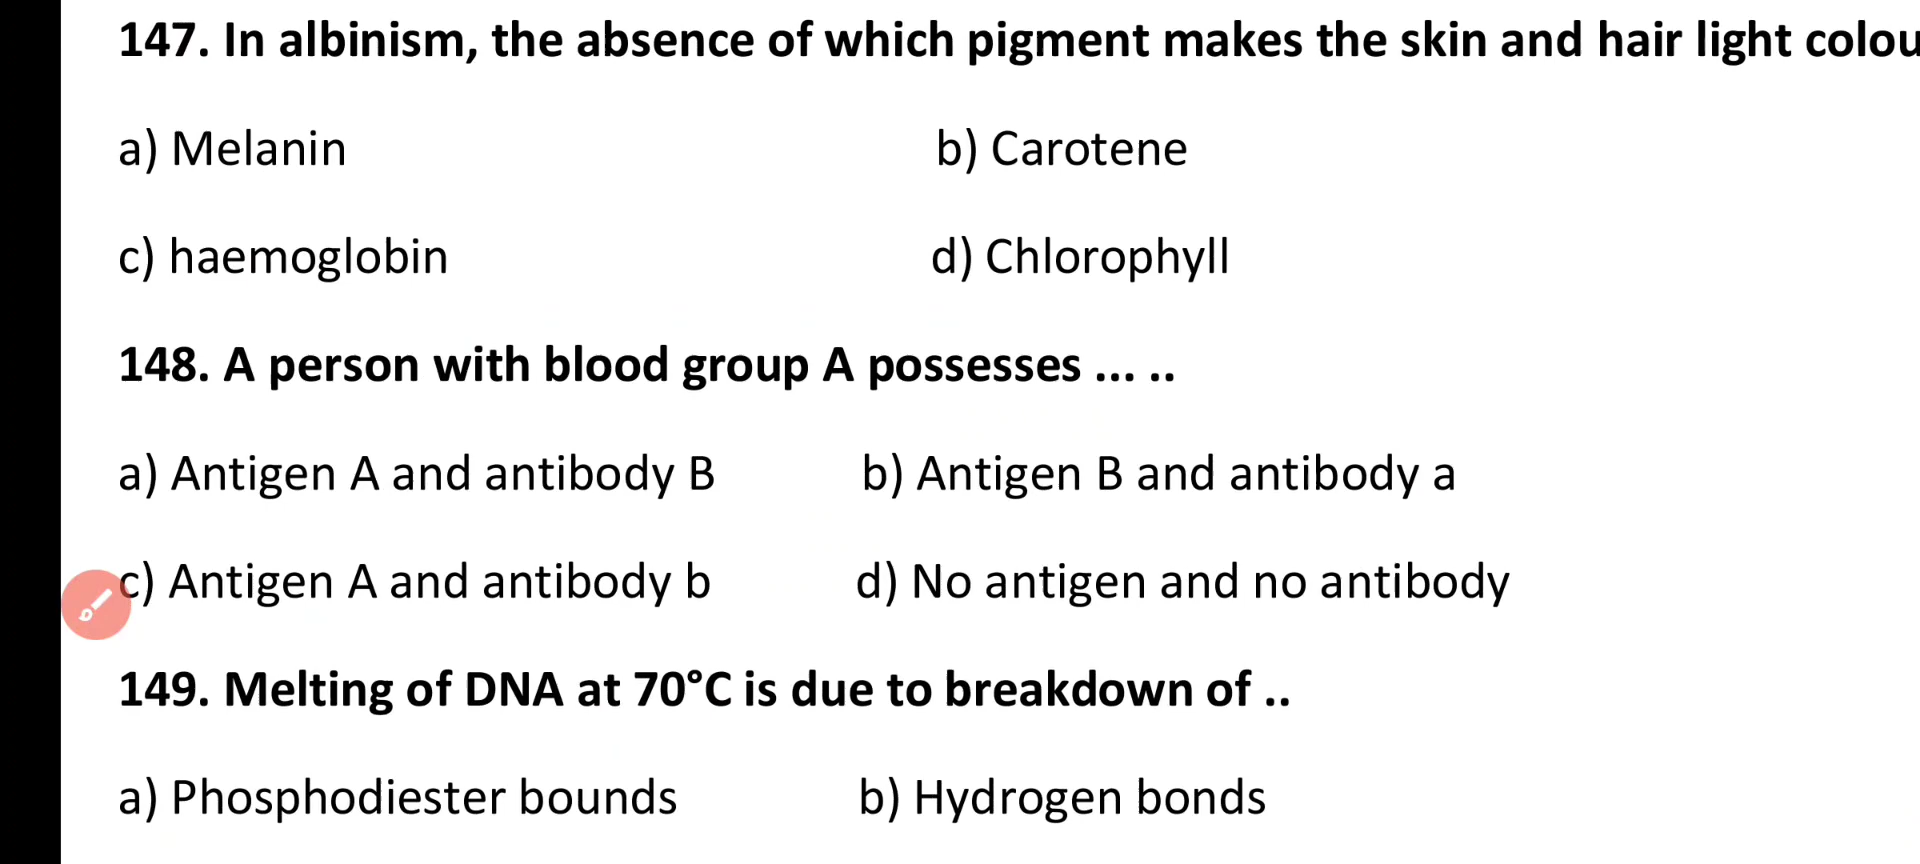 147. In albinism, the absence of which pigment makes the skin and hair light colou
a) Melanin b) Carotene
c) haemoglobin d) Chlorophyll
148. A person with blood group A possesses ... ..
a) Antigen A and antibody B b) Antigen B and antibody a
c) Antigen A and antibody b d) No antigen and no antibody
149. Melting of DNA at 70°C is due to breakdown of ..
a) Phosphodiester bounds b) Hydrogen bonds